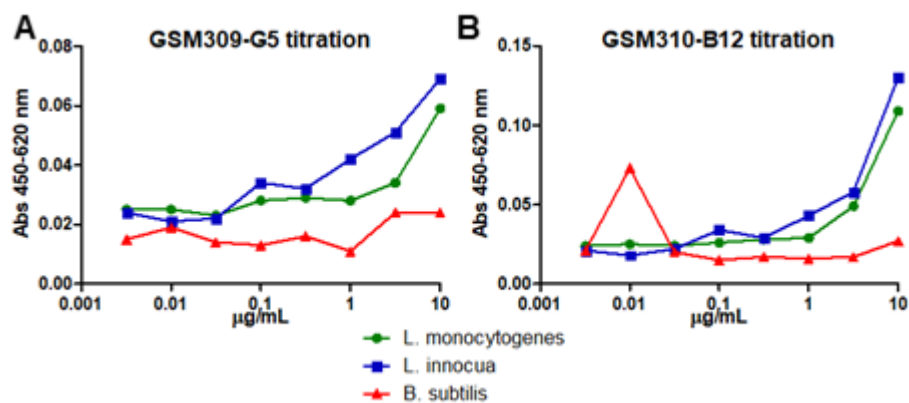 A
GSM309-G5 titration
Abs 450-620 nm
0.08
0.06
0.04
0.02
0.00
0.001
0.01
0.1
1
10
µg/mL
B
GSM310-B12 titration
Abs 450-620 nm
0.15
0.10
0.05
0.00
0.001
0.01
0.1
1
10
µg/mL
L. monocytogenes
L. innocua
B. subtilis